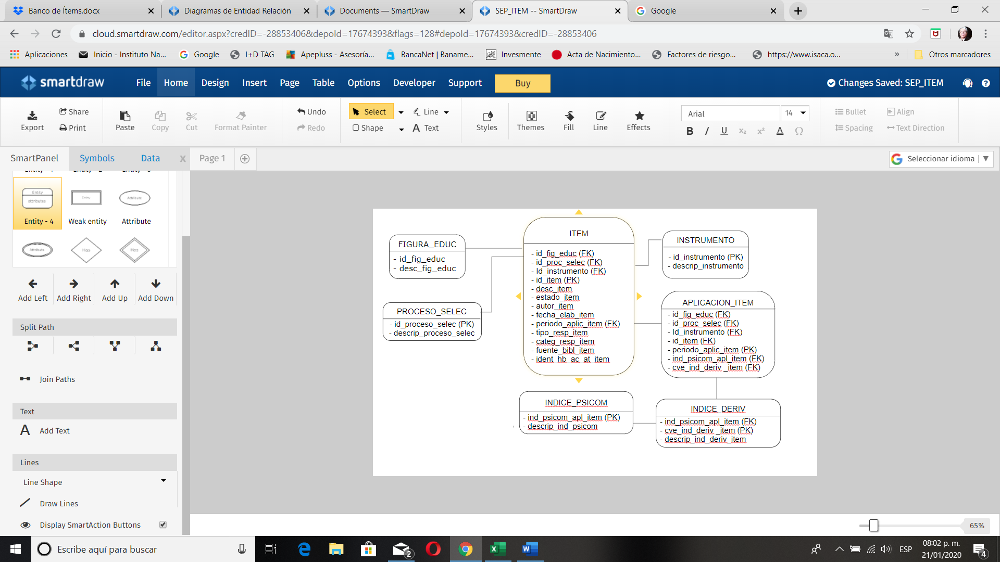 Banco de Ítems.docx
Diagramas de Entidad Relación
Documents — SmartDraw
SEP_ITEM -- SmartDraw
Google
cloud.smartdraw.com/editor.aspx?credID=-28853406&depoId=17674393&flags=128#depoId=17674393&credID=-28853406
Aplicaciones
Inicio - Instituto Na...
Google
I+D TAG
Apepluss - Asesoría...
BancaNet | Baname...
Invesmente
Acta de Nacimiento...
Factores de riesgo...
https://www.isaca.o...
»
Otros marcadores
smartdraw
File
Home
Design
Insert
Page
Table
Options
Developer
Support
Buy
Changes Saved: SEP_ITEM
Export
Share
Print
Paste
Copy
Cut
Format Painter
Undo
Redo
Select
Shape
Line
A Text
Styles
Themes
Fill
Line
Effects
Arial
14
B I U x₂ x² A Ω
Bullet
Align
Spacing
Text Direction
SmartPanel
Symbols
Data
X
Page 1
Seleccionar idioma
Entity
attributes
Attribute
Entity - 4
Weak entity
Attribute
Attribute
Has
Has
Add Left
Add Right
Add Up
Add Down
Split Path
Join Paths
Text
A Add Text
Lines
Line Shape
Draw Lines
Display SmartAction Buttons
FIGURA_EDUC
- id_fig_educ
- desc_fig_educ
PROCESO_SELEC
- id_proceso_selec (PK)
- descrip_proceso_selec
ITEM
- id_fig_educ (FK)
- id_proc_selec (FK)
- Id_instrumento (FK)
- id_item (PK)
- desc_item
- estado_item
- autor_item
- fecha_elab_item
- periodo_aplic_item (FK)
- tipo_resp_item
- categ_resp_item
- fuente_bibl_item
- ident_hb_ac_at_item
INSTRUMENTO
- id_instrumento (PK)
- descrip_instrumento
APLICACION_ITEM
- id_fig_educ (FK)
- id_proc_selec (FK)
- Id_instrumento (FK)
- id_item (FK)
- periodo_aplic_item (PK)
- ind_psicom_apl_item (FK)
- cve_ind_deriv _item (FK)
INDICE_PSICOM
- ind_psicom_apl_item (PK)
- descrip_ind_psicom
INDICE_DERIV
- ind_psicom_apl_item (FK)
- cve_ind_deriv _item (PK)
- descrip_ind_deriv_item
65%
Escribe aquí para buscar
2
ESP
08:02 p. m.
21/01/2020
4